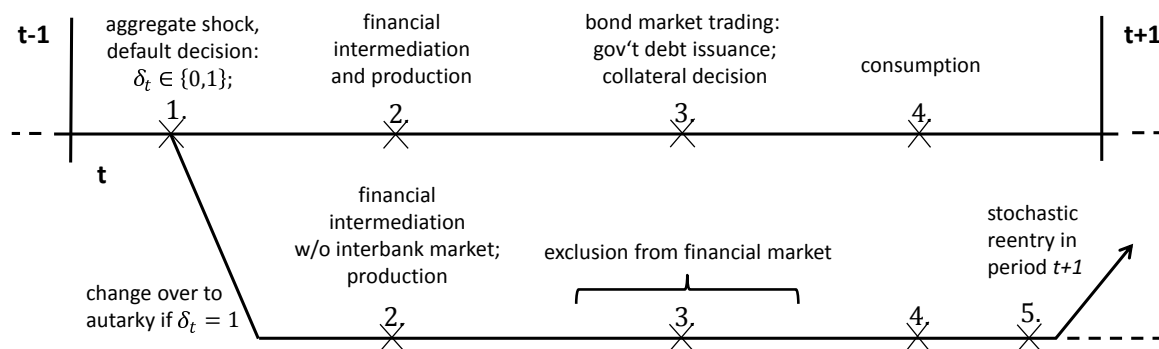 t-1
aggregate shock,
default decision:
δₜ ∈ {0,1};
financial
intermediation
and production
bond market trading:
gov‘t debt issuance;
collateral decision
consumption
t+1
1.
2.
3.
4.
t
financial
intermediation
w/o interbank market;
production
exclusion from financial market
stochastic
reentry in
period t+1
change over to
autarky if δₜ = 1
2.
3.
4.
5.